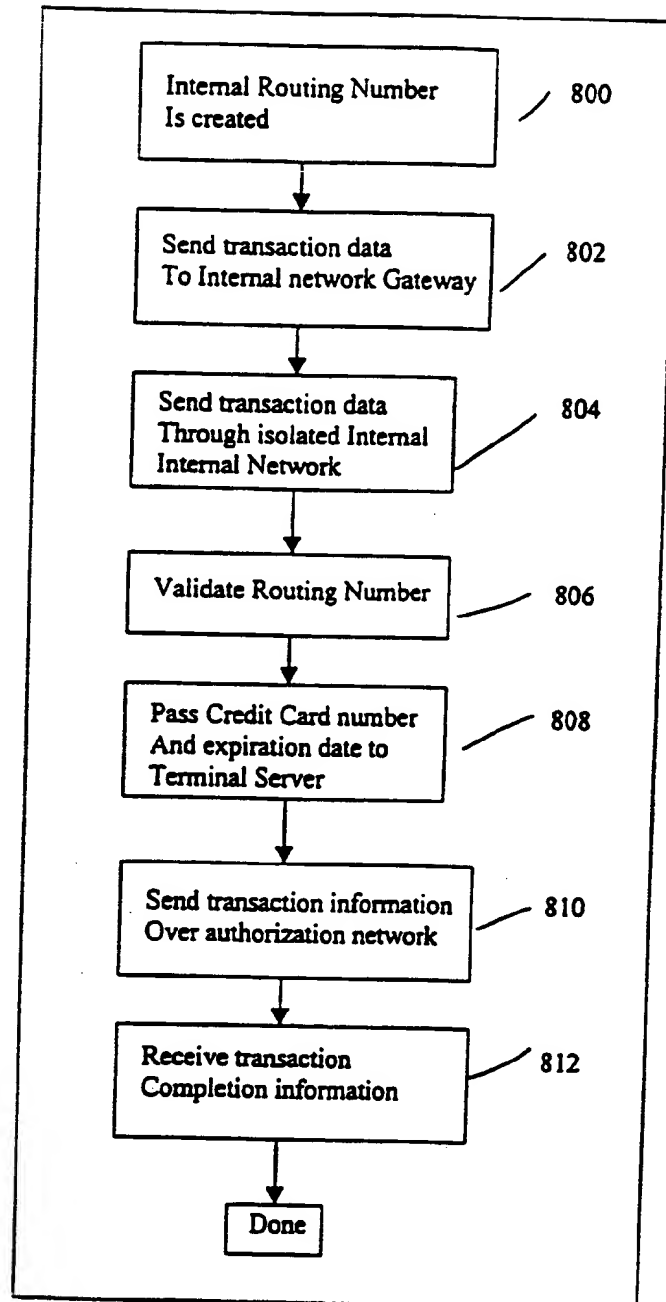 Internal Routing Number
Is created
800
Send transaction data
To Internal network Gateway
802
Send transaction data
Through isolated Internal
Internal Network
804
Validate Routing Number
806
Pass Credit Card number
And expiration date to
Terminal Server
808
Send transaction information
Over authorization network
810
Receive transaction
Completion information
812
Done